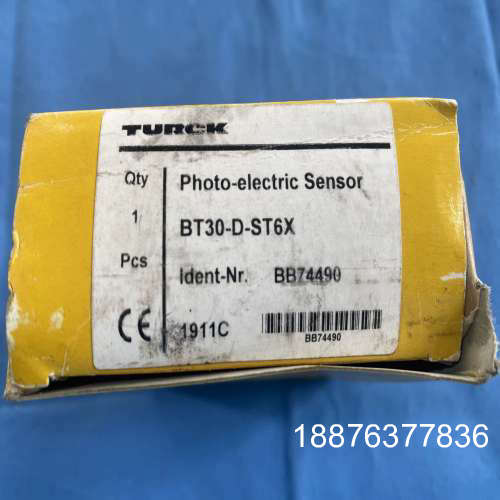 TURCK
Qty Photo-electric Sensor
1 BT30-D-ST6X
Pcs Ident-Nr. BB74490
CE 1911C
BB74490
18876377836